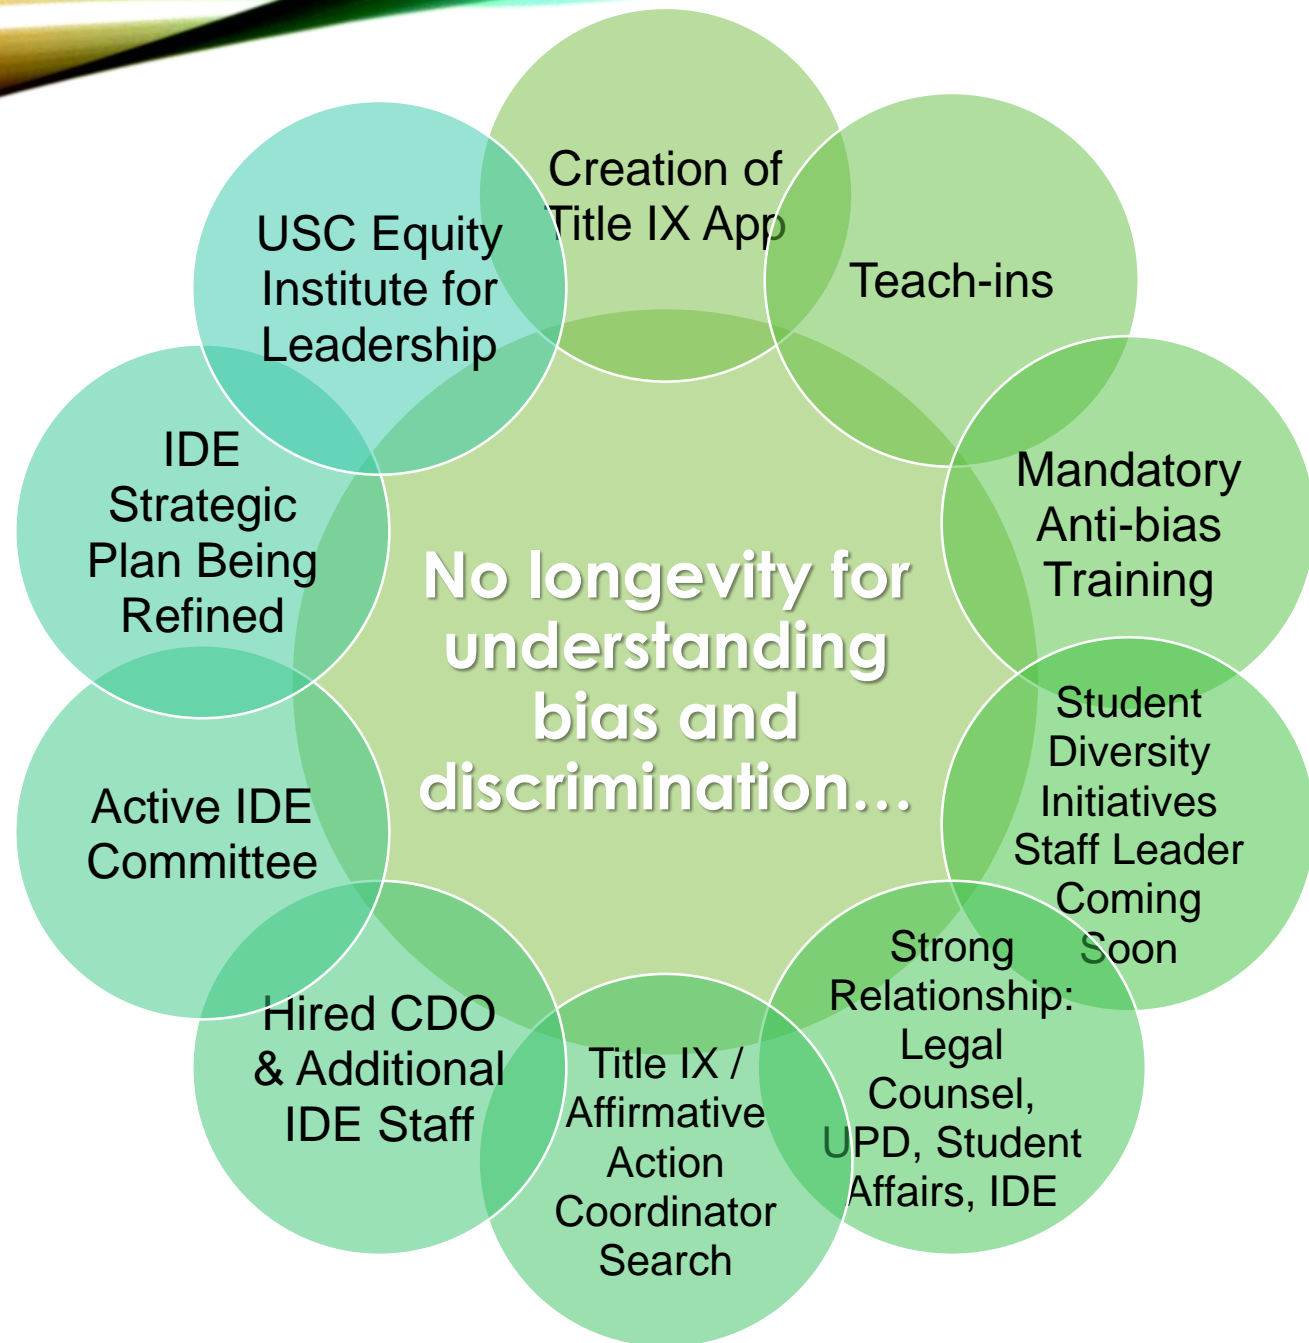 Creation of
Title IX App
Teach-ins
Mandatory
Anti-bias
Training
Student
Diversity
Initiatives
Staff Leader
Coming
Soon
Strong
Relationship:
Legal
Counsel,
UPD, Student
Affairs, IDE
Title IX /
Affirmative
Action
Coordinator
Search
Hired CDO
& Additional
IDE Staff
Active IDE
Committee
IDE
Strategic
Plan Being
Refined
USC Equity
Institute for
Leadership
No longevity for
understanding
bias and
discrimination…